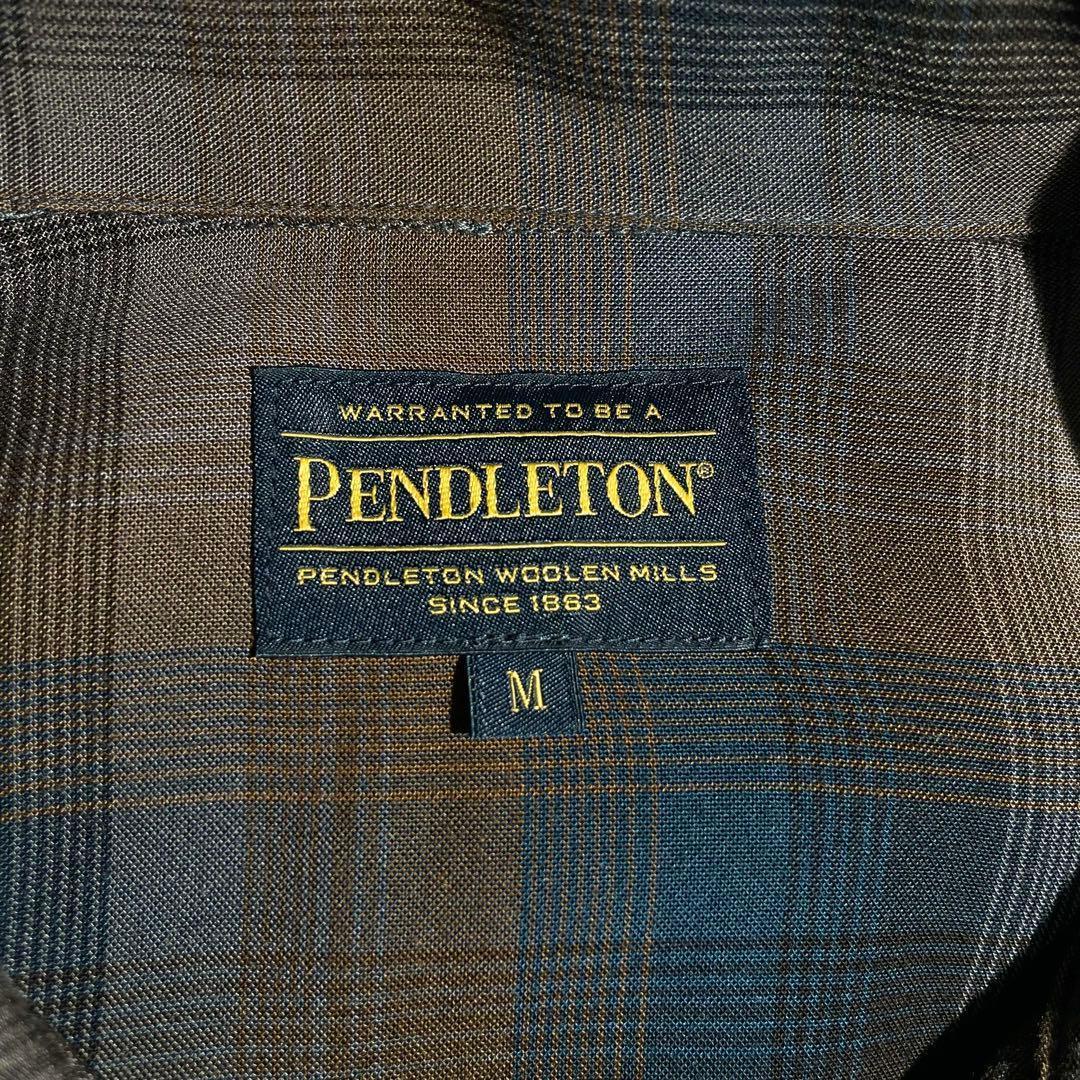 WARRANTED TO BE A
PENDLETON®
PENDLETON WOOLEN MILLS
SINCE 1863
M